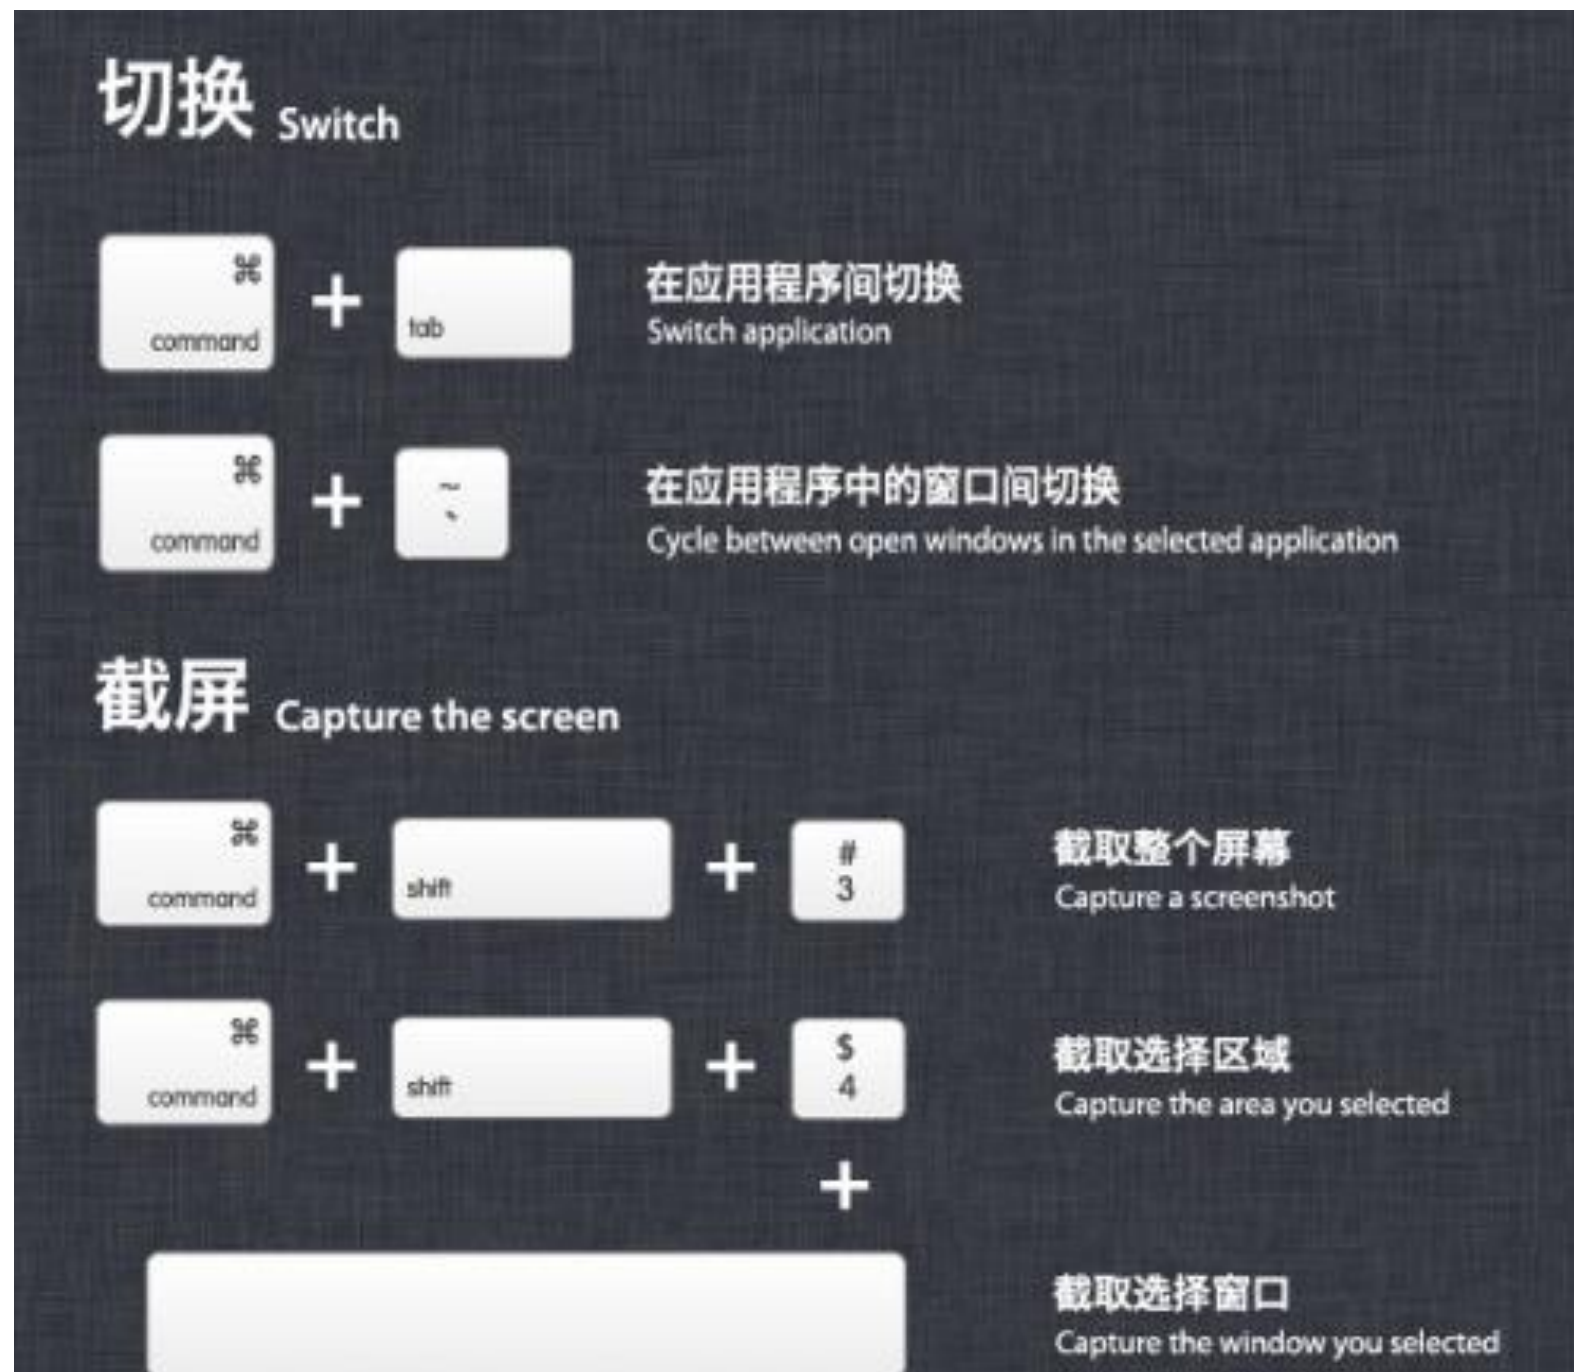 切换 Switch
⌘
command
+
tab
在应用程序间切换
Switch application
⌘
command
+
~
`
在应用程序中的窗口间切换
Cycle between open windows in the selected application
截屏 Capture the screen
⌘
command
+
shift
+
#
3
截取整个屏幕
Capture a screenshot
⌘
command
+
shift
+
$
4
截取选择区域
Capture the area you selected
+
截取选择窗口
Capture the window you selected